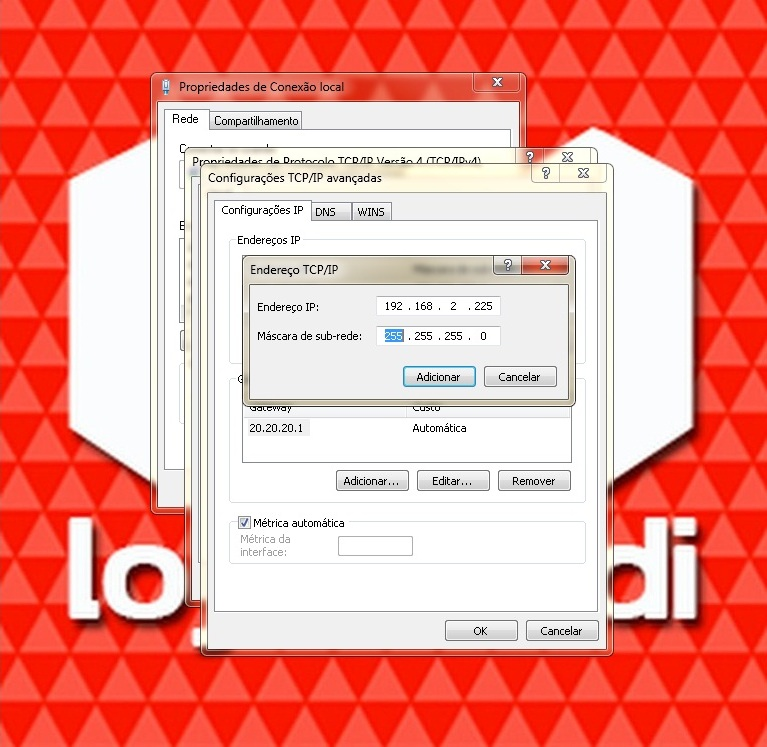 Propriedades de Conexão local
Rede
Compartilhamento
Propriedades de Protocolo TCP/IP Versão 4 (TCP/IPv4)
Configurações TCP/IP avançadas
Configurações IP
DNS
WINS
Endereços IP
Endereço TCP/IP
Endereço IP:
192 . 168 . 2 . 225
Máscara de sub-rede:
255 . 255 . 255 . 0
Adicionar
Cancelar
Gateway
Custo
20.20.20.1
Automática
Adicionar...
Editar...
Remover
Métrica automática
Métrica da
interface:
OK
Cancelar
lo
di